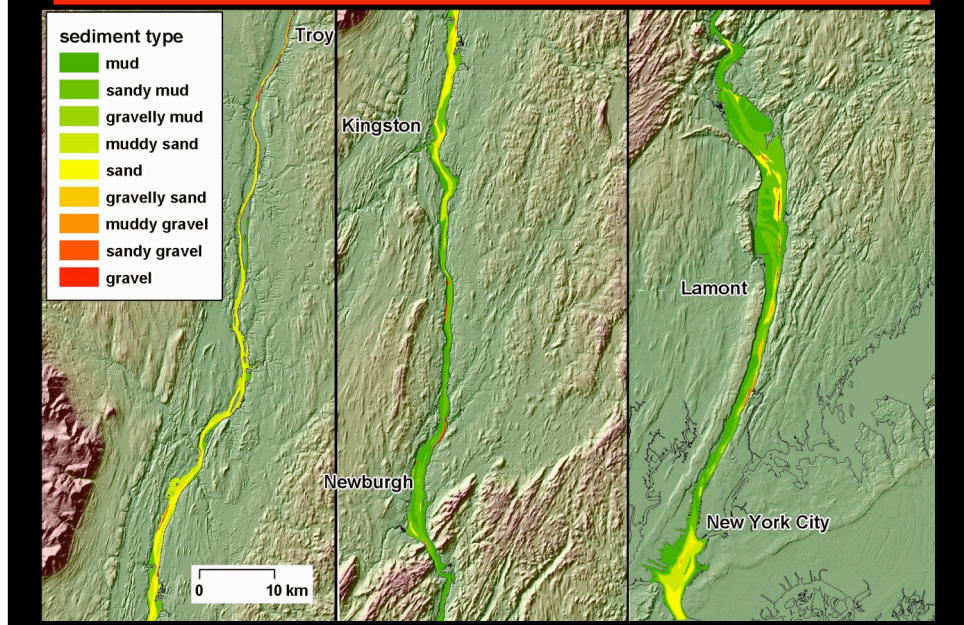 sediment type
mud
sandy mud
gravelly mud
muddy sand
sand
gravelly sand
muddy gravel
sandy gravel
gravel
Troy
Kingston
Newburgh
Lamont
New York City
0 10 km